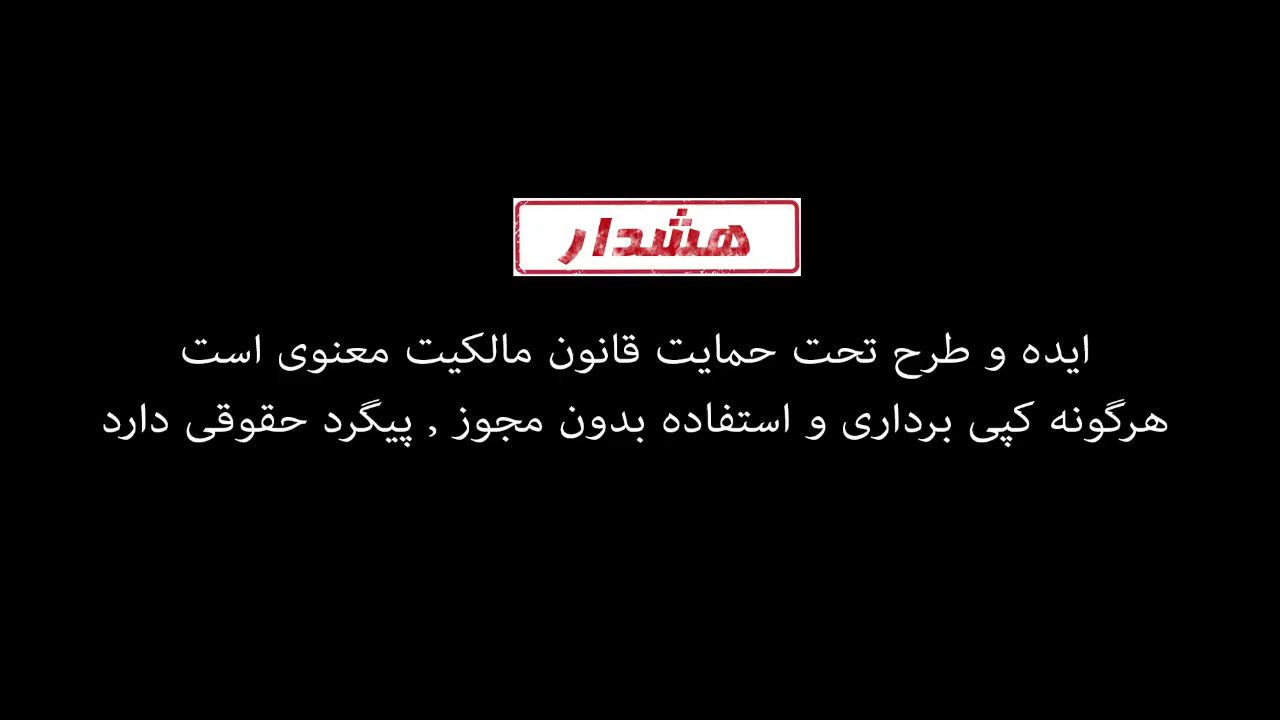 هشدار
ایده و طرح تحت حمایت قانون مالکیت معنوی است
هرگونه کپی برداری و استفاده بدون مجوز , پیگرد حقوقی دارد